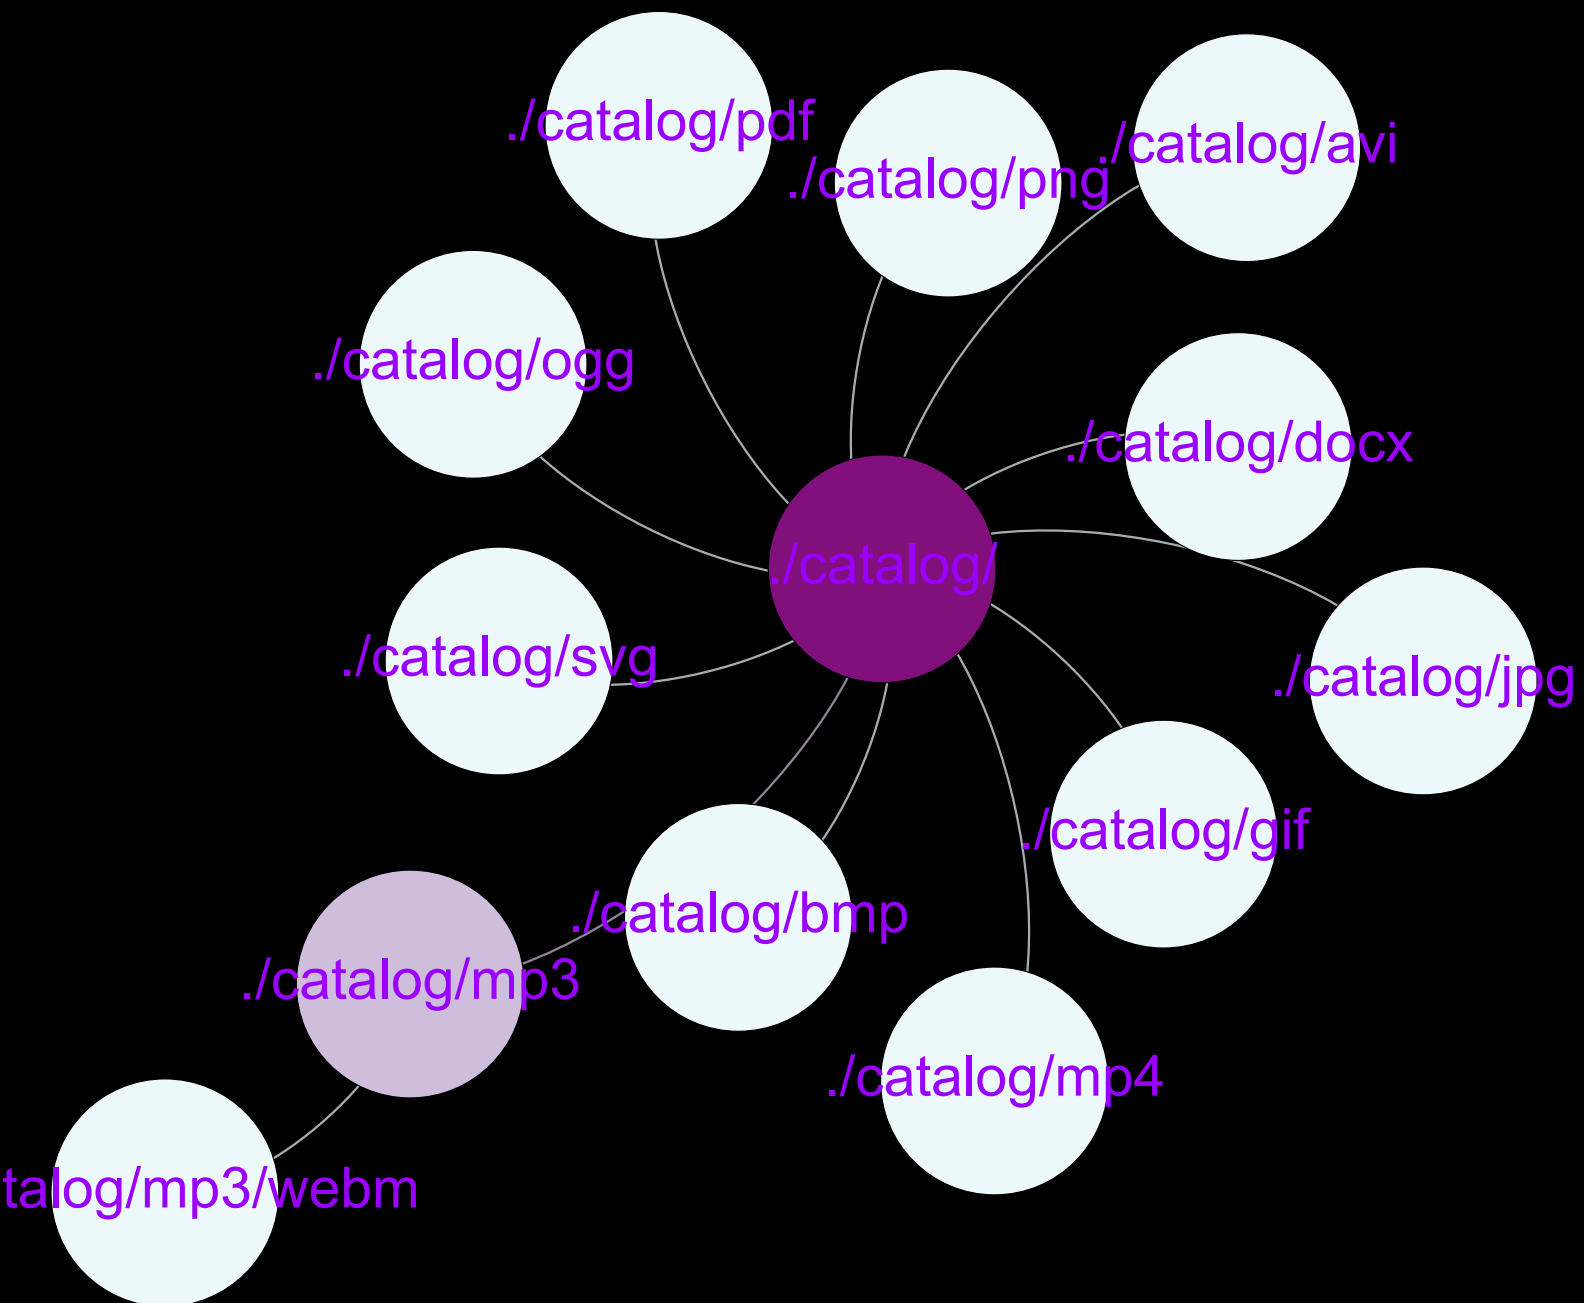 ./catalog/pdf
./catalog/avi
./catalog/png
./catalog/ogg
./catalog/docx
./catalog/
./catalog/svg
./catalog/jpg
./catalog/gif
./catalog/bmp
./catalog/mp3
./catalog/mp4
talog/mp3/webm